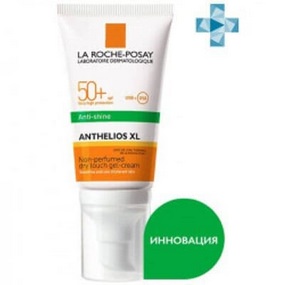 LA ROCHE-POSAY
LABORATOIRE DERMATOLOGIQUE
50+
Anti-shine
ANTHELIOS XL
Non-perfumed
dry touch gel-cream
ИННОВАЦИЯ